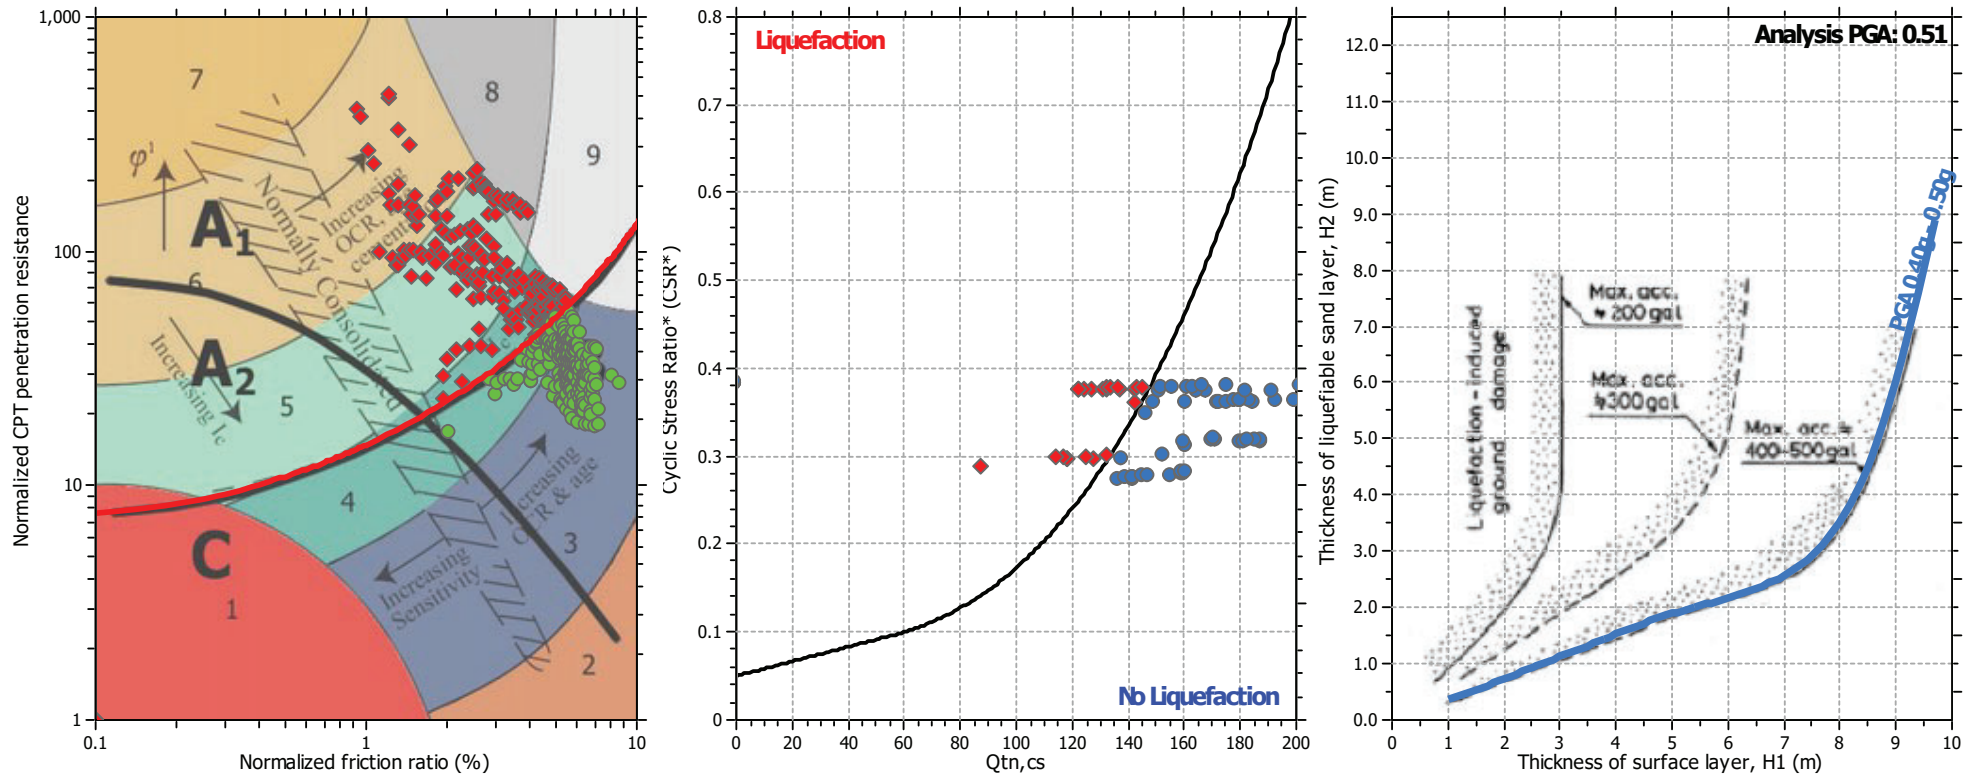 1,000
100
10
1
0.1
1
10
Normalized CPT penetration resistance
Normalized friction ratio (%)
7
8
9
φ'
A1
6
A2
5
4
C
3
1
2
Normally Consolidated
Increasing
OCR,
Increasing Ic
Increasing
OCR & age
Increasing
Sensitivity
Liquefaction
No Liquefaction
0.8
0.7
0.6
0.5
0.4
0.3
0.2
0.1
0
0
20
40
60
80
100
120
140
160
180
200
Cyclic Stress Ratio* (CSR*)
Qtn,cs
Analysis PGA: 0.51
12.0
11.0
10.0
9.0
8.0
7.0
6.0
5.0
4.0
3.0
2.0
1.0
0.0
0
1
2
3
4
5
6
7
8
9
10
Thickness of liquefiable sand layer, H2 (m)
Thickness of surface layer, H1 (m)
Liquefaction-induced
ground damage
Max. acc.
≒ 200 gal
Max. acc.
≒ 300 gal
Max. acc. ≒
400~500 gal
PGA 0.40g - 0.50g